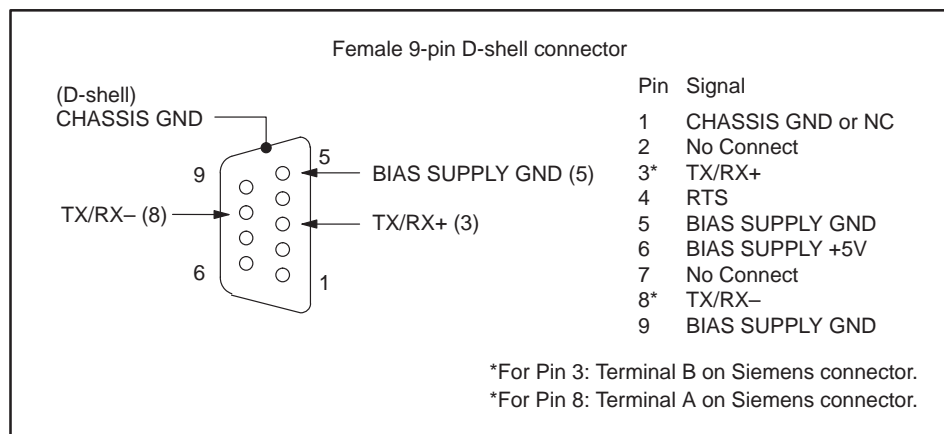 Female 9-pin D-shell connector
(D-shell)
CHASSIS GND
5
9
BIAS SUPPLY GND (5)
TX/RX– (8)
TX/RX+ (3)
6
1
Pin Signal
1 CHASSIS GND or NC
2 No Connect
3* TX/RX+
4 RTS
5 BIAS SUPPLY GND
6 BIAS SUPPLY +5V
7 No Connect
8* TX/RX–
9 BIAS SUPPLY GND
*For Pin 3: Terminal B on Siemens connector.
*For Pin 8: Terminal A on Siemens connector.